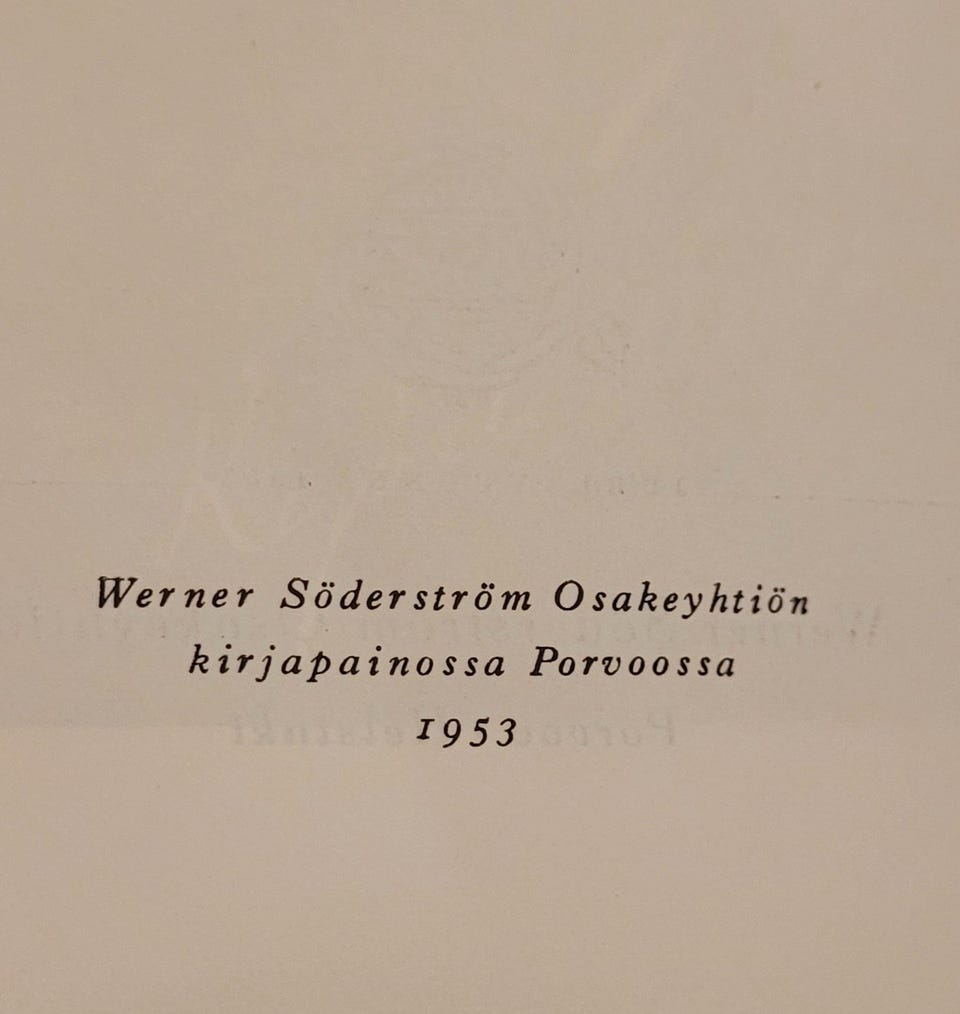 Werner Söderström Osakeyhtiön
kirjapainossa Porvoossa
1953